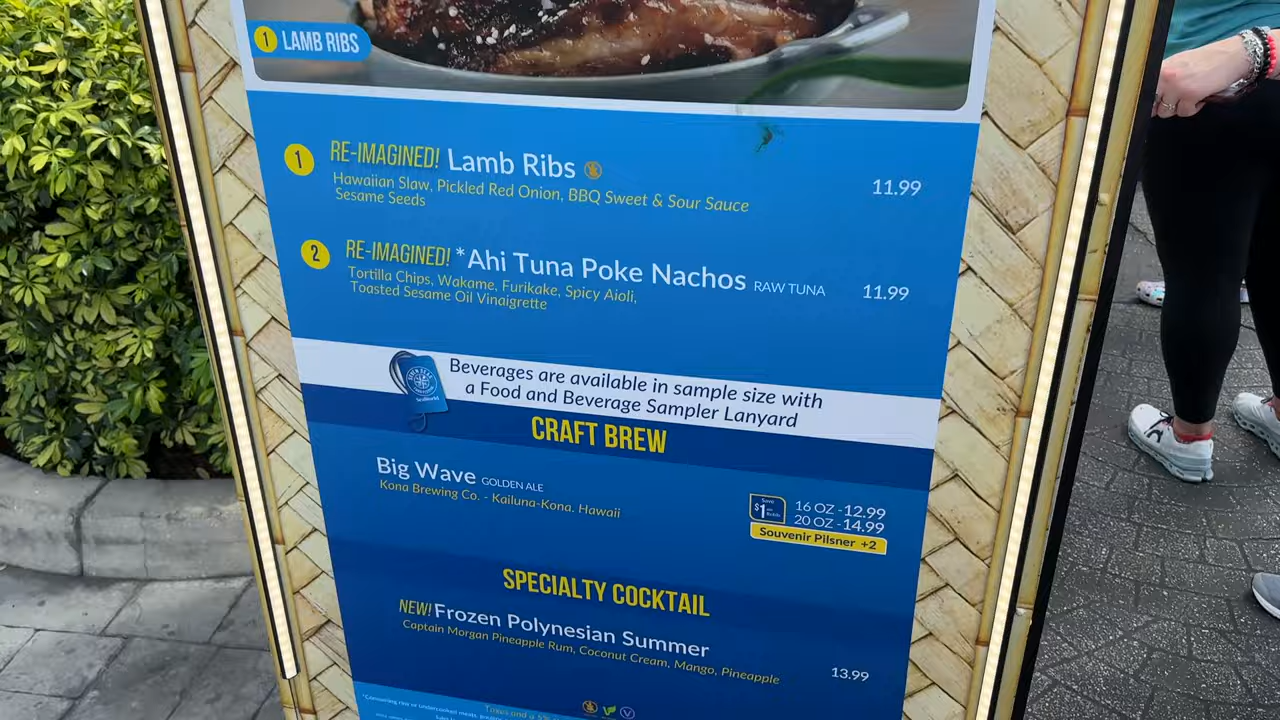 1 LAMB RIBS
1 RE-IMAGINED! Lamb Ribs 11.99
Hawaiian Slaw, Pickled Red Onion, BBQ Sweet & Sour Sauce
Sesame Seeds
2 RE-IMAGINED! *Ahi Tuna Poke Nachos RAW TUNA 11.99
Tortilla Chips, Wakame, Furikake, Spicy Aioli,
Toasted Sesame Oil Vinaigrette
Beverages are available in sample size with
a Food and Beverage Sampler Lanyard
CRAFT BREW
Big Wave GOLDEN ALE
Kona Brewing Co. - Kailuna-Kona. Hawaii
Save
$1
16 OZ -12.99
20 OZ -14.99
Souvenir Pilsner +2
SPECIALTY COCKTAIL
NEW! Frozen Polynesian Summer
Captain Morgan Pineapple Rum, Coconut Cream, Mango, Pineapple 13.99